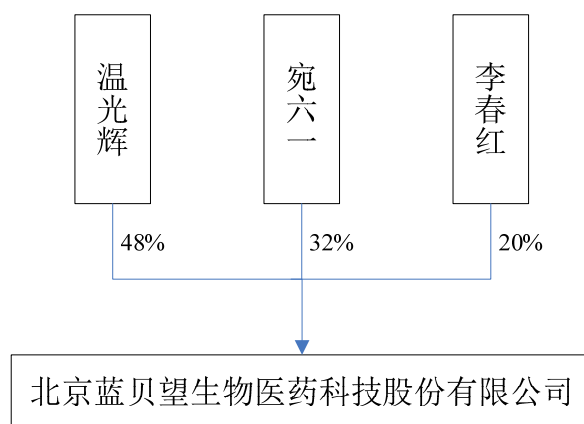 温光辉
宛六一
李春红
48%
32%
20%
北京蓝贝望生物医药科技股份有限公司